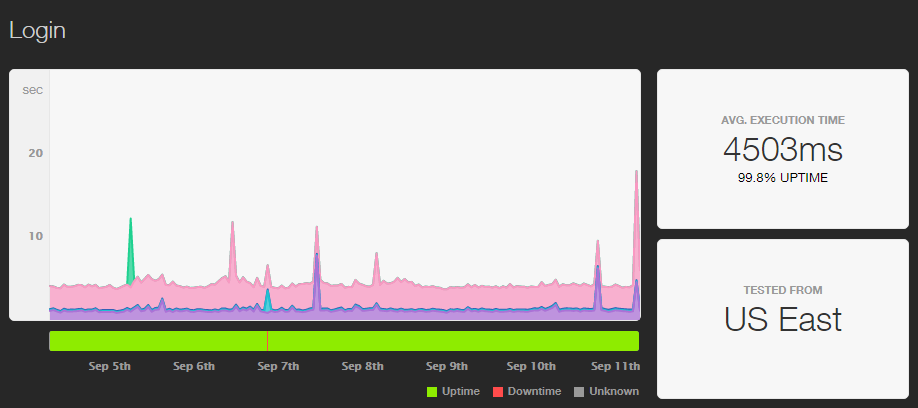 Login
sec
20
10
AVG. EXECUTION TIME
4503ms
99.8% UPTIME
TESTED FROM
US East
Sep 5th Sep 6th Sep 7th Sep 8th Sep 9th Sep 10th Sep 11th
Uptime Downtime Unknown